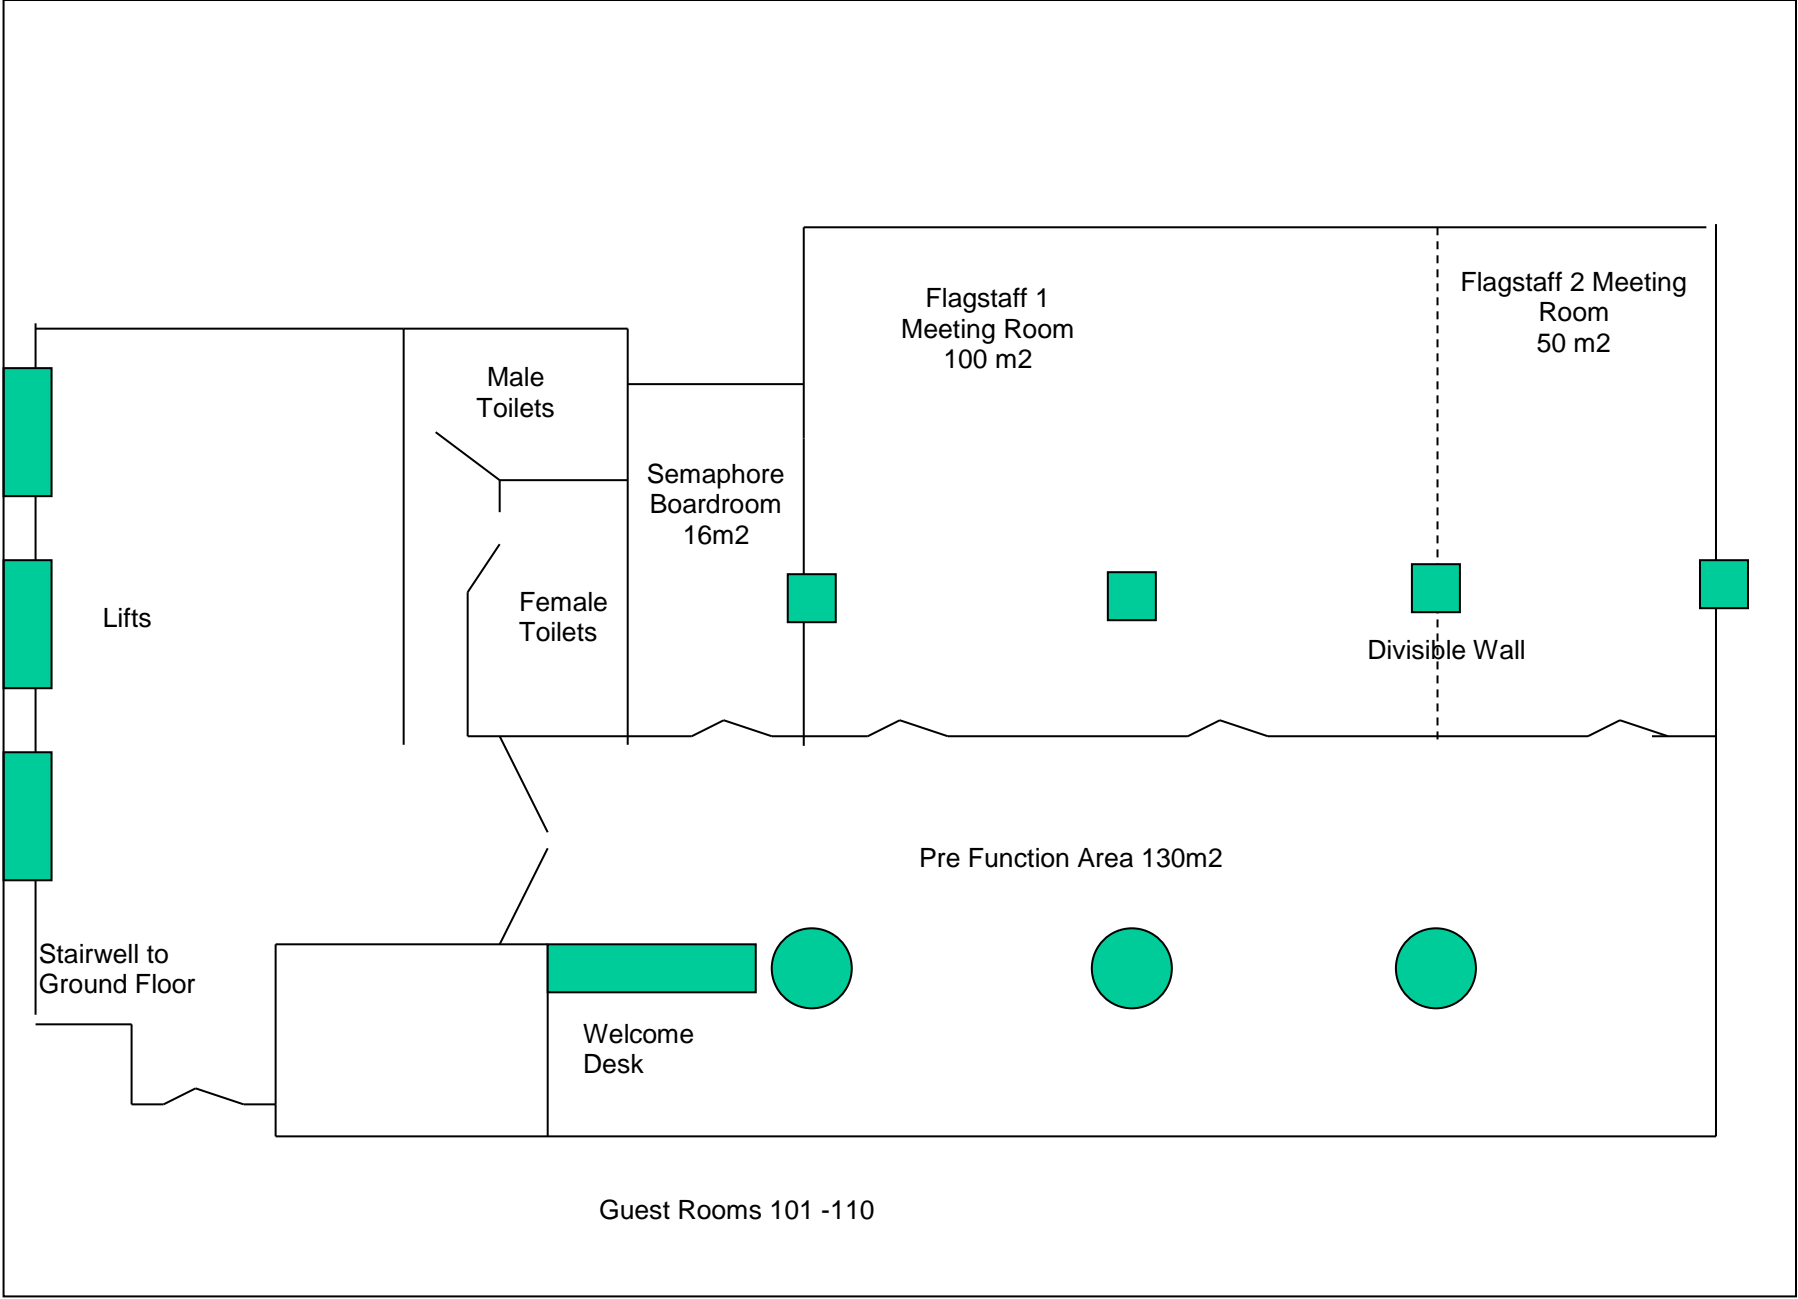 Flagstaff 1
Meeting Room
100 m2
Flagstaff 2 Meeting
Room
50 m2
Male
Toilets
Semaphore
Boardroom
16m2
Lifts
Female
Toilets
Divisible Wall
Pre Function Area 130m2
Stairwell to
Ground Floor
Welcome
Desk
Guest Rooms 101 -110